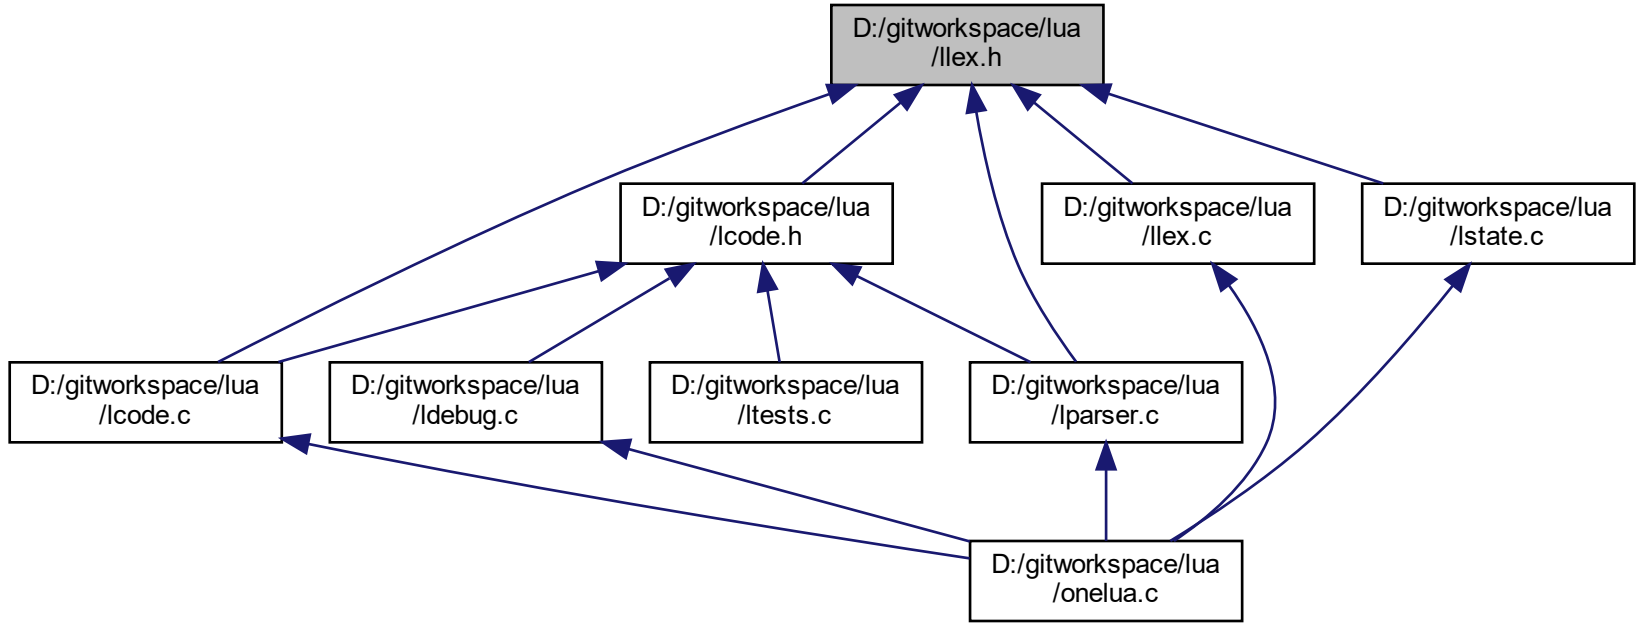 D:/gitworkspace/lua
/llex.h
D:/gitworkspace/lua
/lcode.h
D:/gitworkspace/lua
/llex.c
D:/gitworkspace/lua
/lstate.c
D:/gitworkspace/lua
/lcode.c
D:/gitworkspace/lua
/ldebug.c
D:/gitworkspace/lua
/ltests.c
D:/gitworkspace/lua
/lparser.c
D:/gitworkspace/lua
/onelua.c